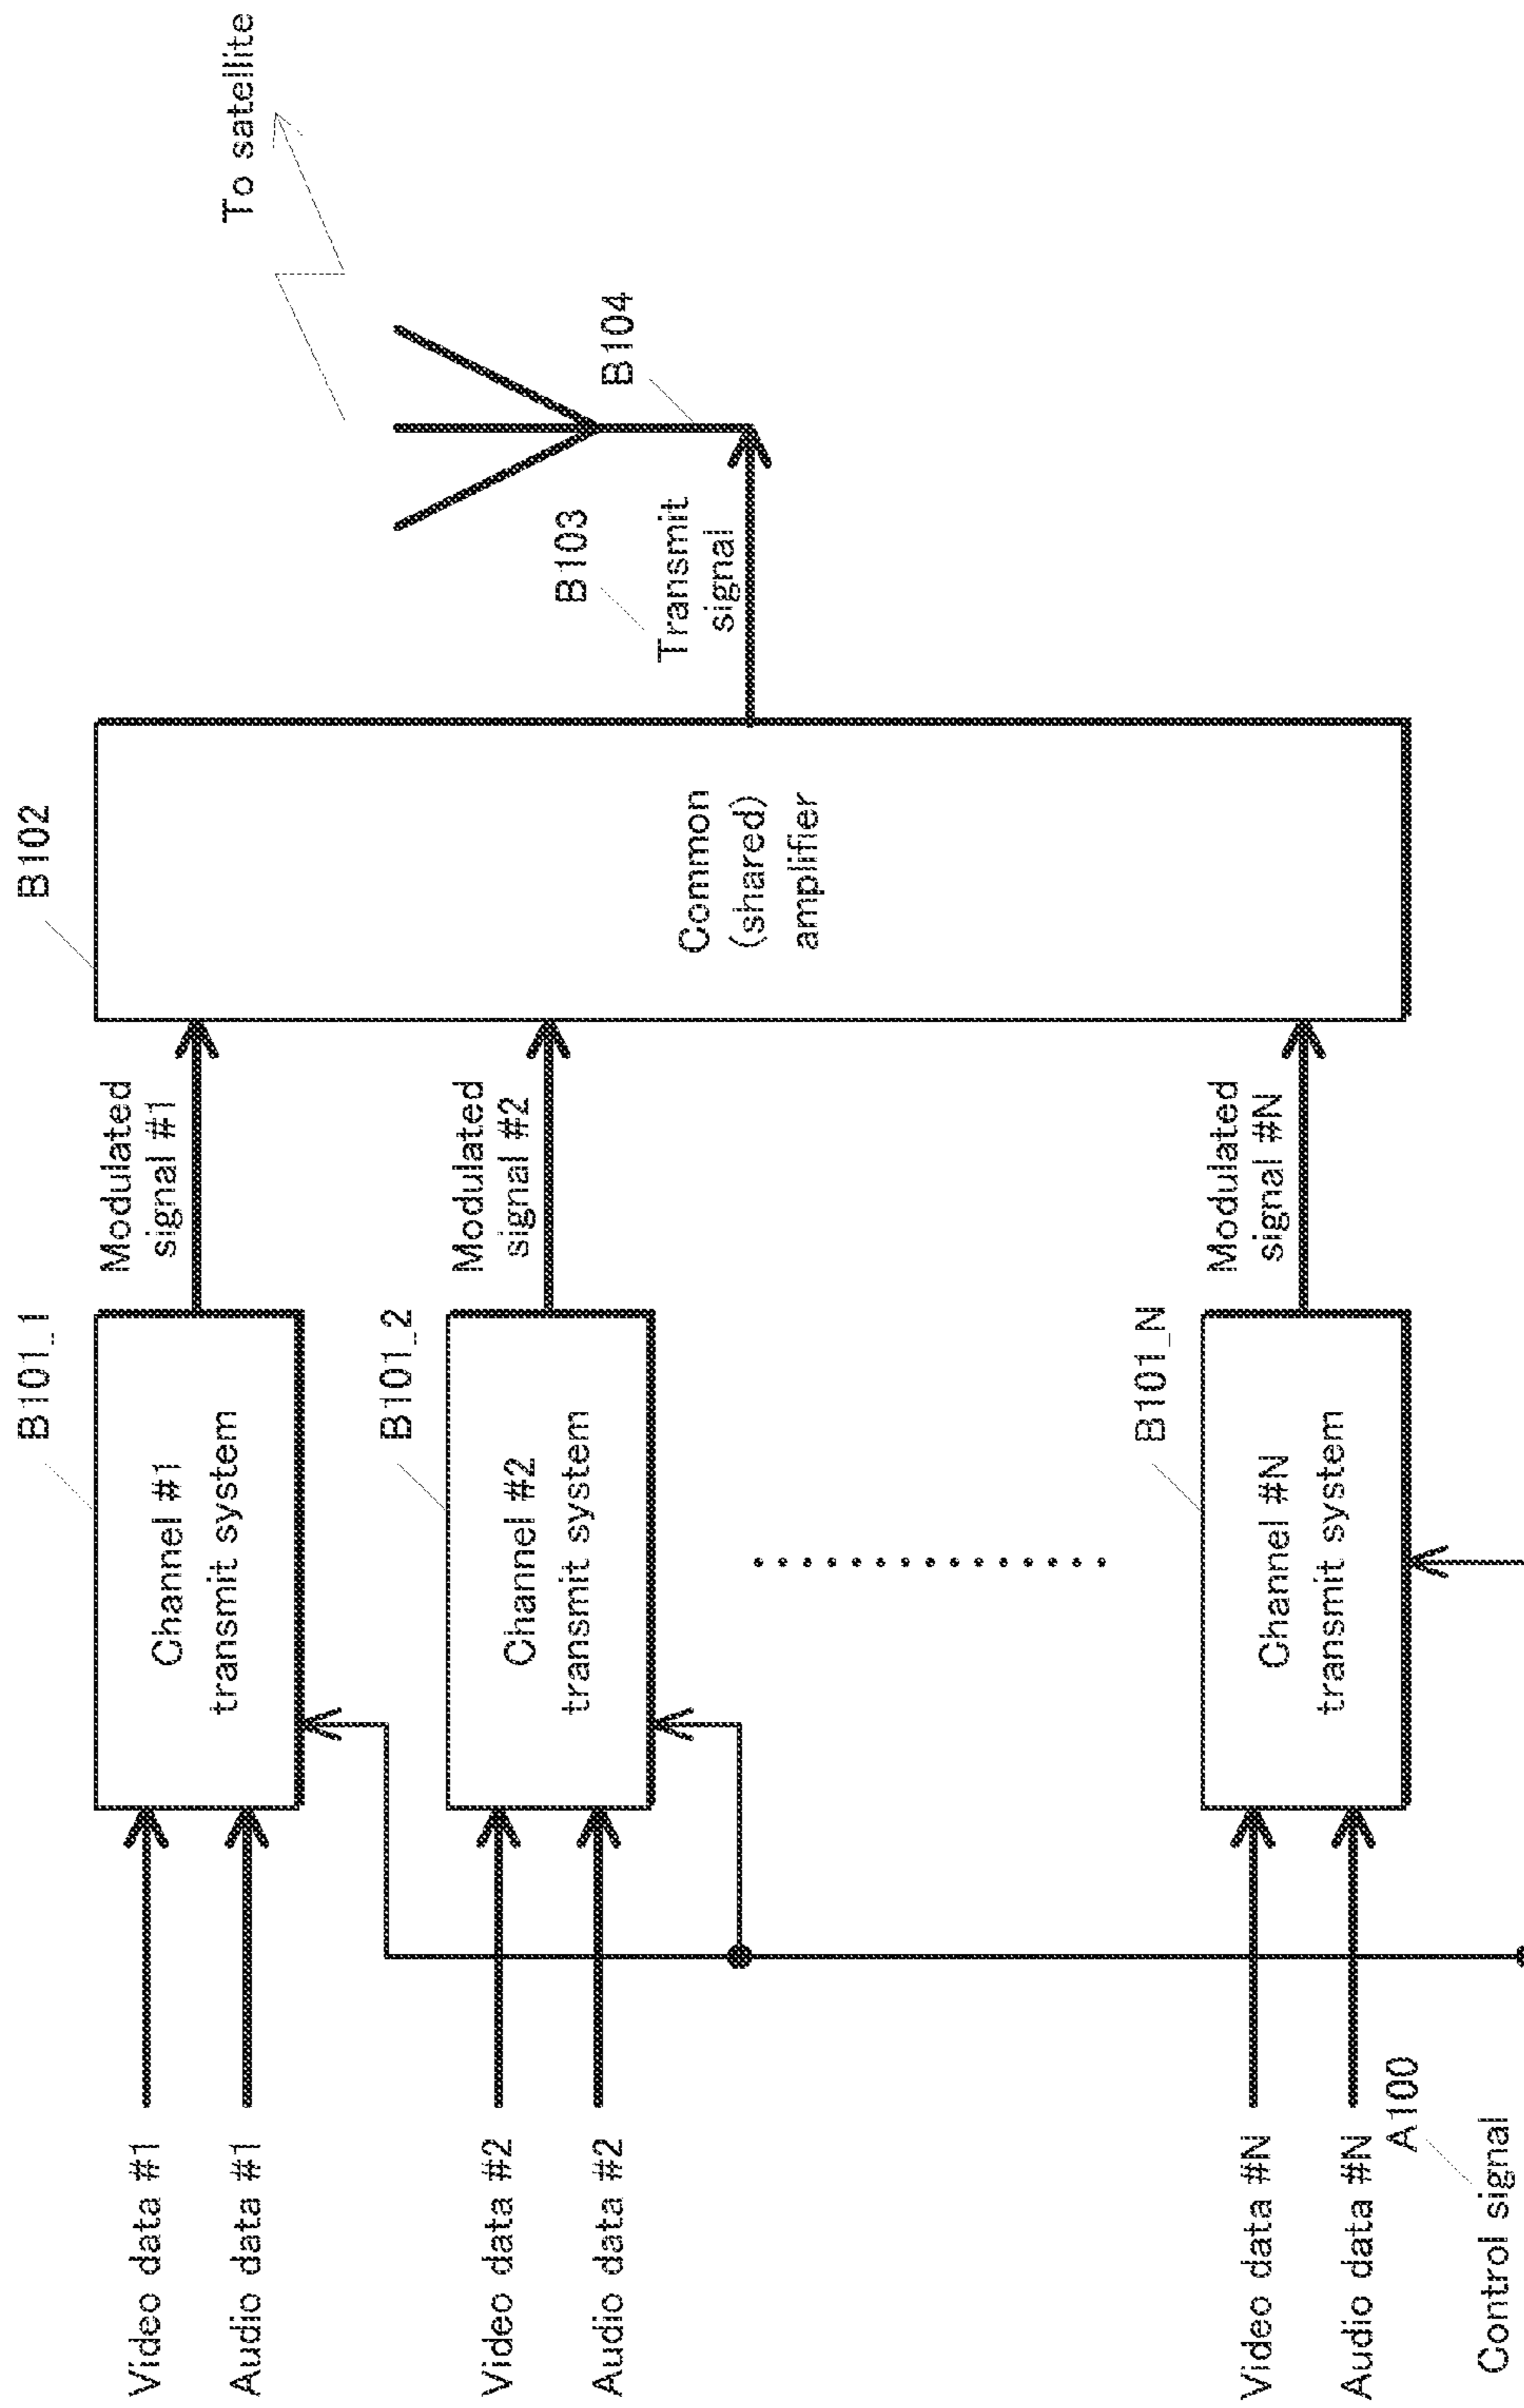 Video data #1
Audio data #1
B101_1
Channel #1
transmit system
Modulated
signal #1
Video data #2
Audio data #2
B101_2
Channel #2
transmit system
Modulated
signal #2
Video data #N
Audio data #N
B101_N
Channel #N
transmit system
Modulated
signal #N
A100
Control signal
B102
Common
(shared)
amplifier
B103
Transmit
signal
B104
To satellite